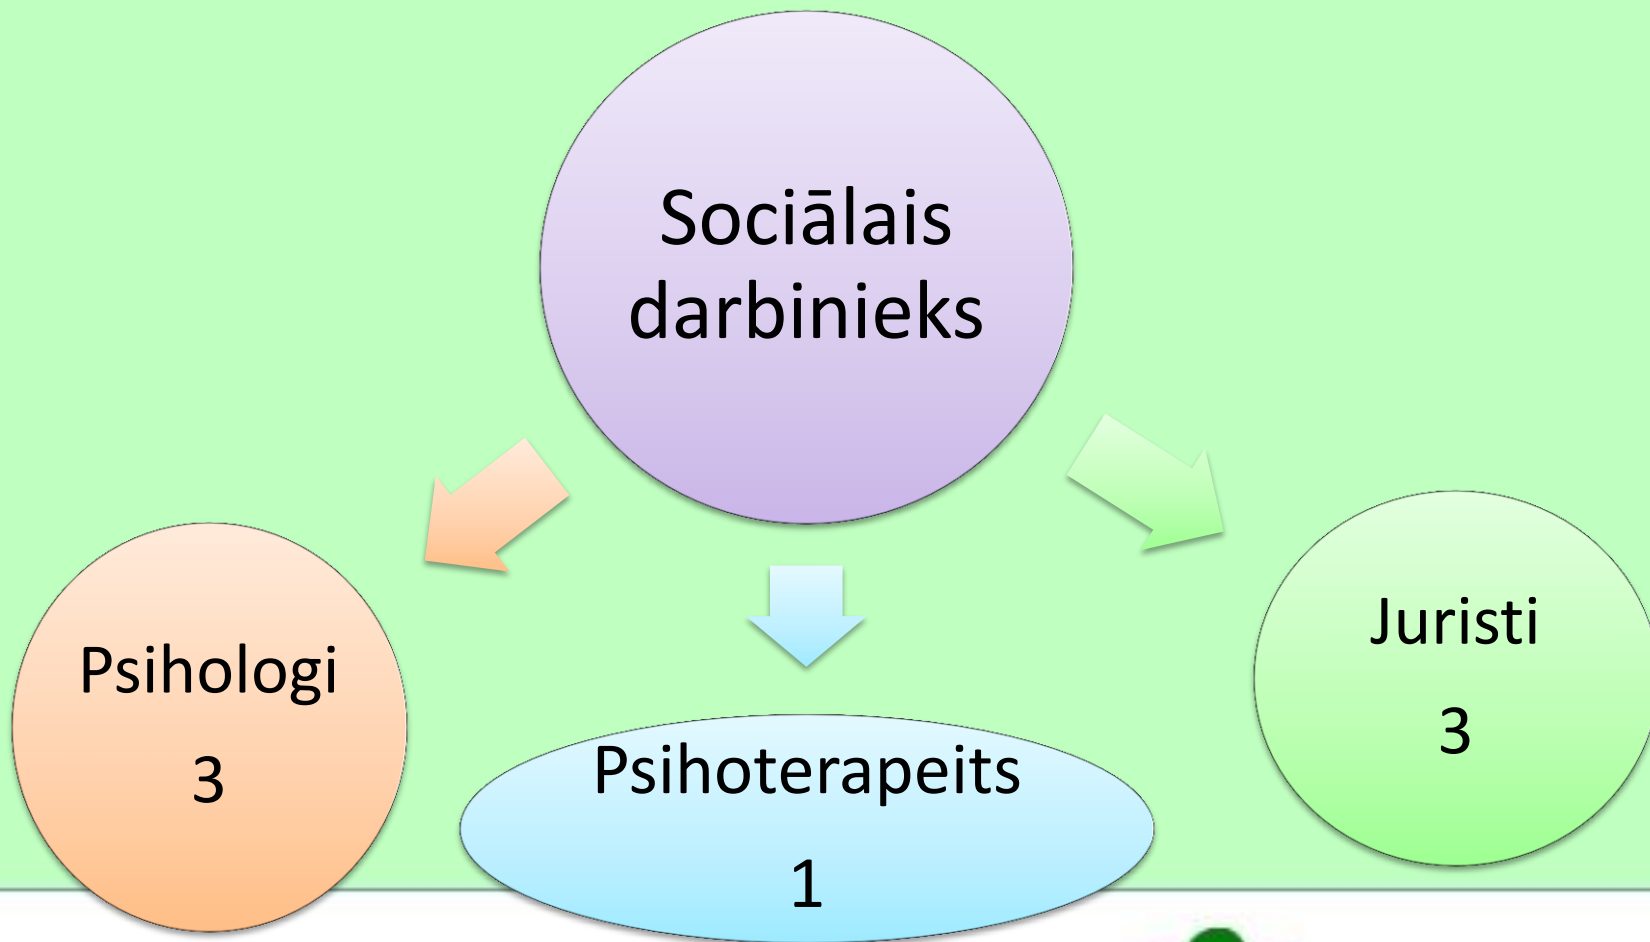 Sociālais
darbinieks
Psihologi
3
Psihoterapeits
1
Juristi
3